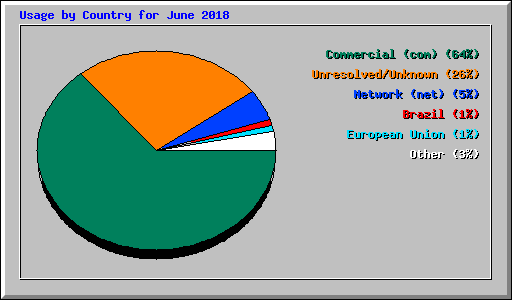 Usage by Country for June 2018
Commercial (com) (64%)
Unresolved/Unknown (26%)
Network (net) (5%)
Brazil (1%)
European Union (1%)
Other (3%)